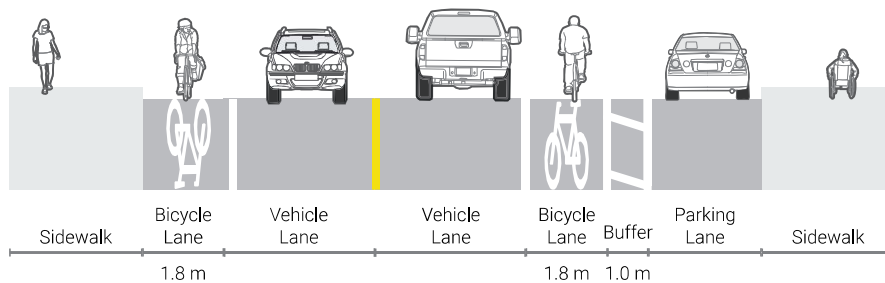 Sidewalk
Bicycle
Lane
Vehicle
Lane
Vehicle
Lane
Bicycle
Lane
Buffer
Parking
Lane
Sidewalk
1.8 m
1.8 m
1.0 m